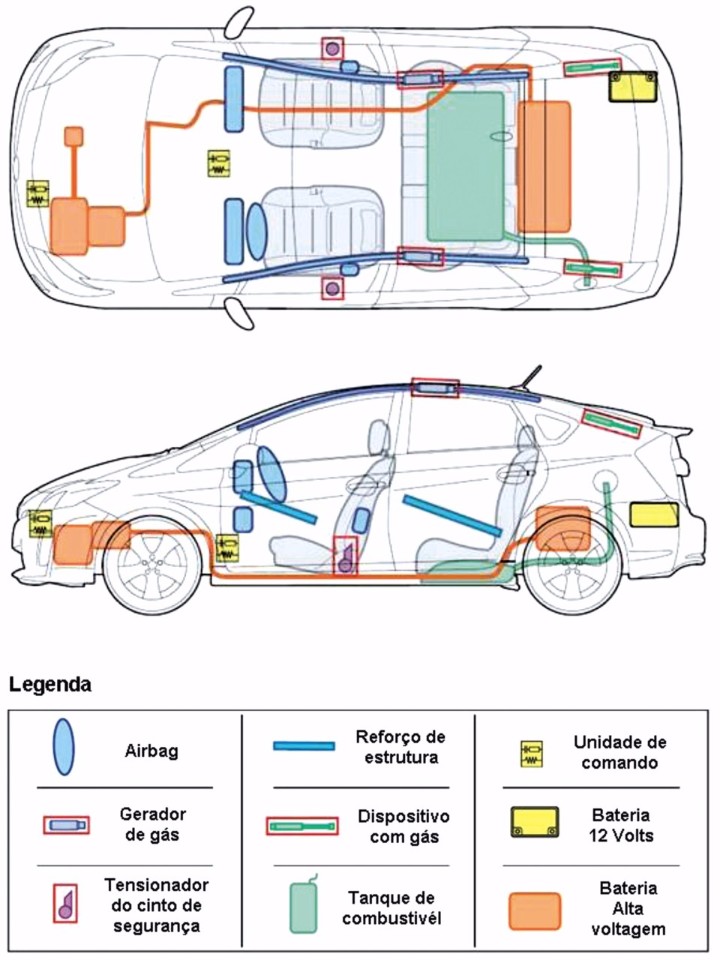 Legenda
Airbag
Reforço de
estrutura
Unidade de
comando
Gerador
de gás
Dispositivo
com gás
Bateria
12 Volts
Tensionador
do cinto de
segurança
Tanque de
combustivél
Bateria
Alta
voltagem